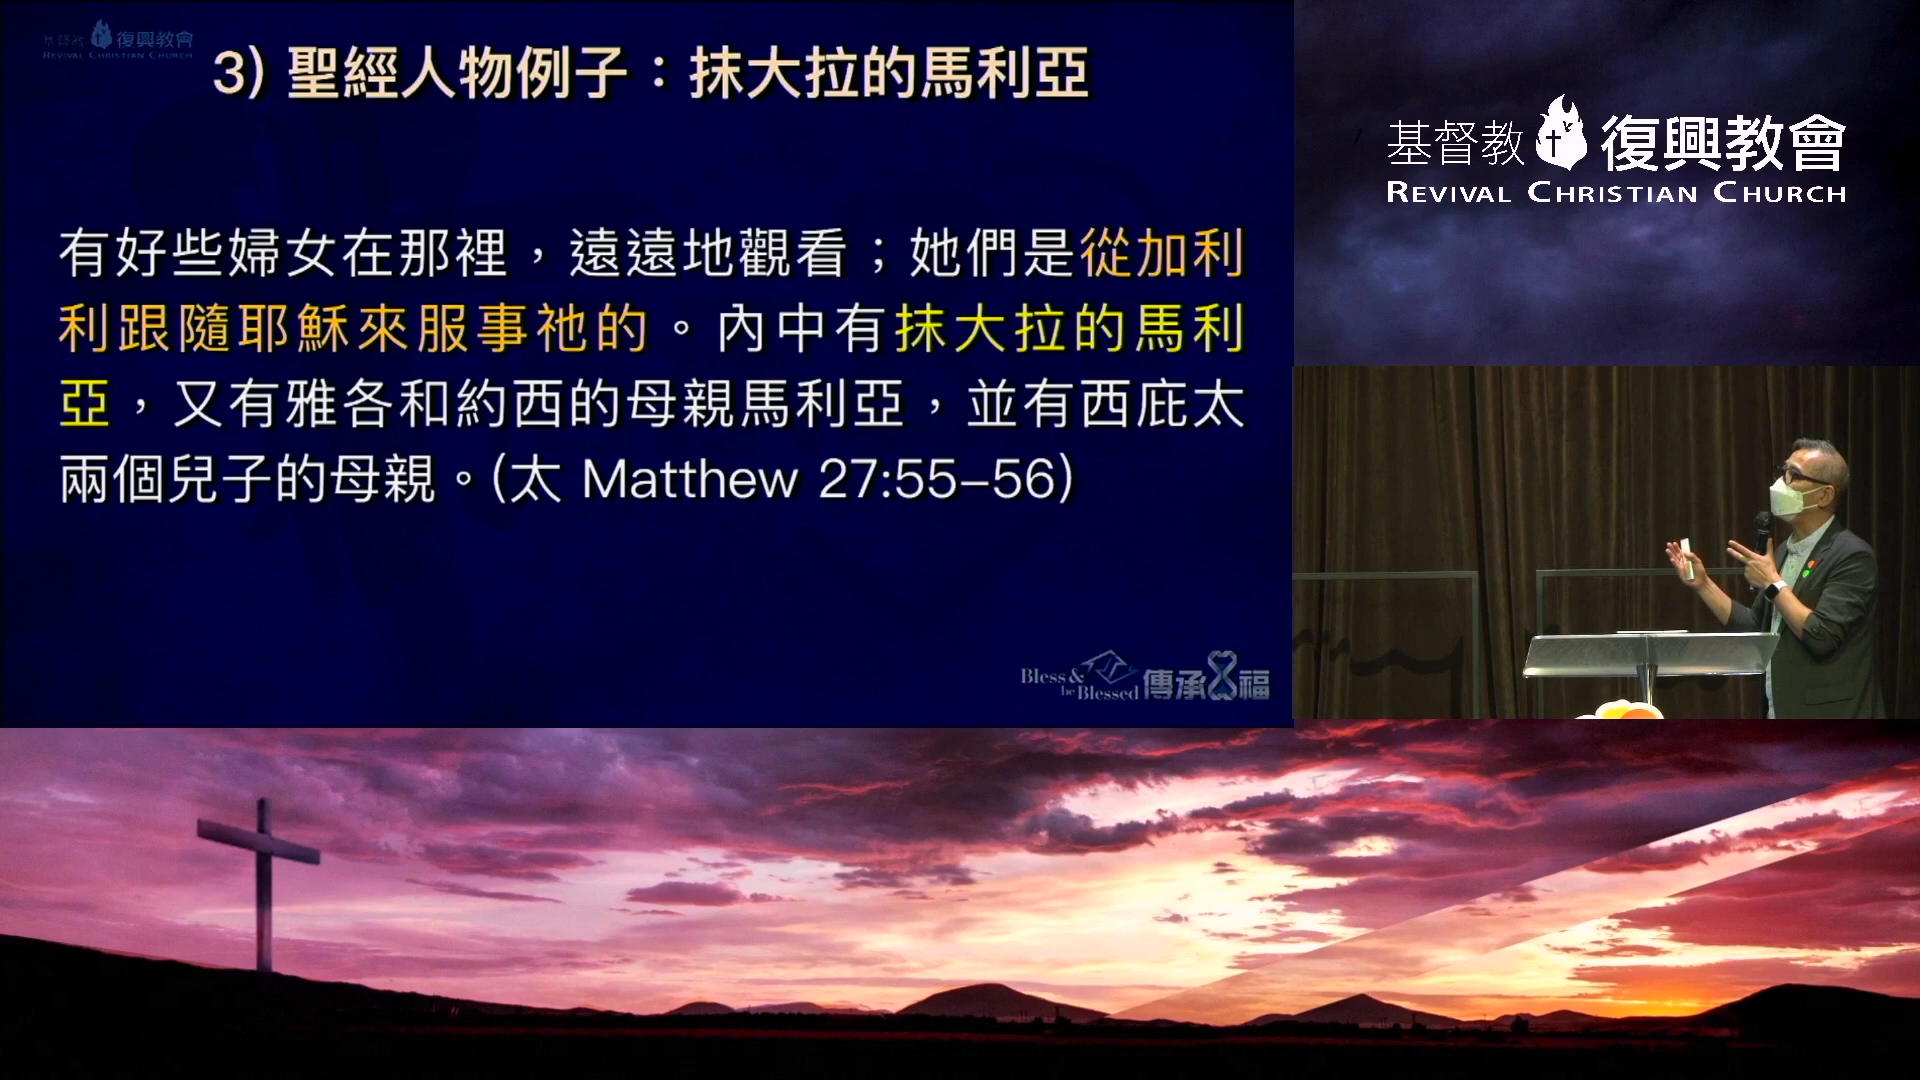 基督教 復興教會
REVIVAL CHRISTIAN CHURCH
3) 聖經人物例子：抹大拉的馬利亞
有好些婦女在那裡，遠遠地觀看；她們是從加利
利跟隨耶穌來服事祂的。內中有抹大拉的馬利
亞，又有雅各和約西的母親馬利亞，並有西庇太
兩個兒子的母親。(太 Matthew 27:55–56)
Bless & be Blessed 傳承 福
基督教 復興教會
REVIVAL CHRISTIAN CHURCH